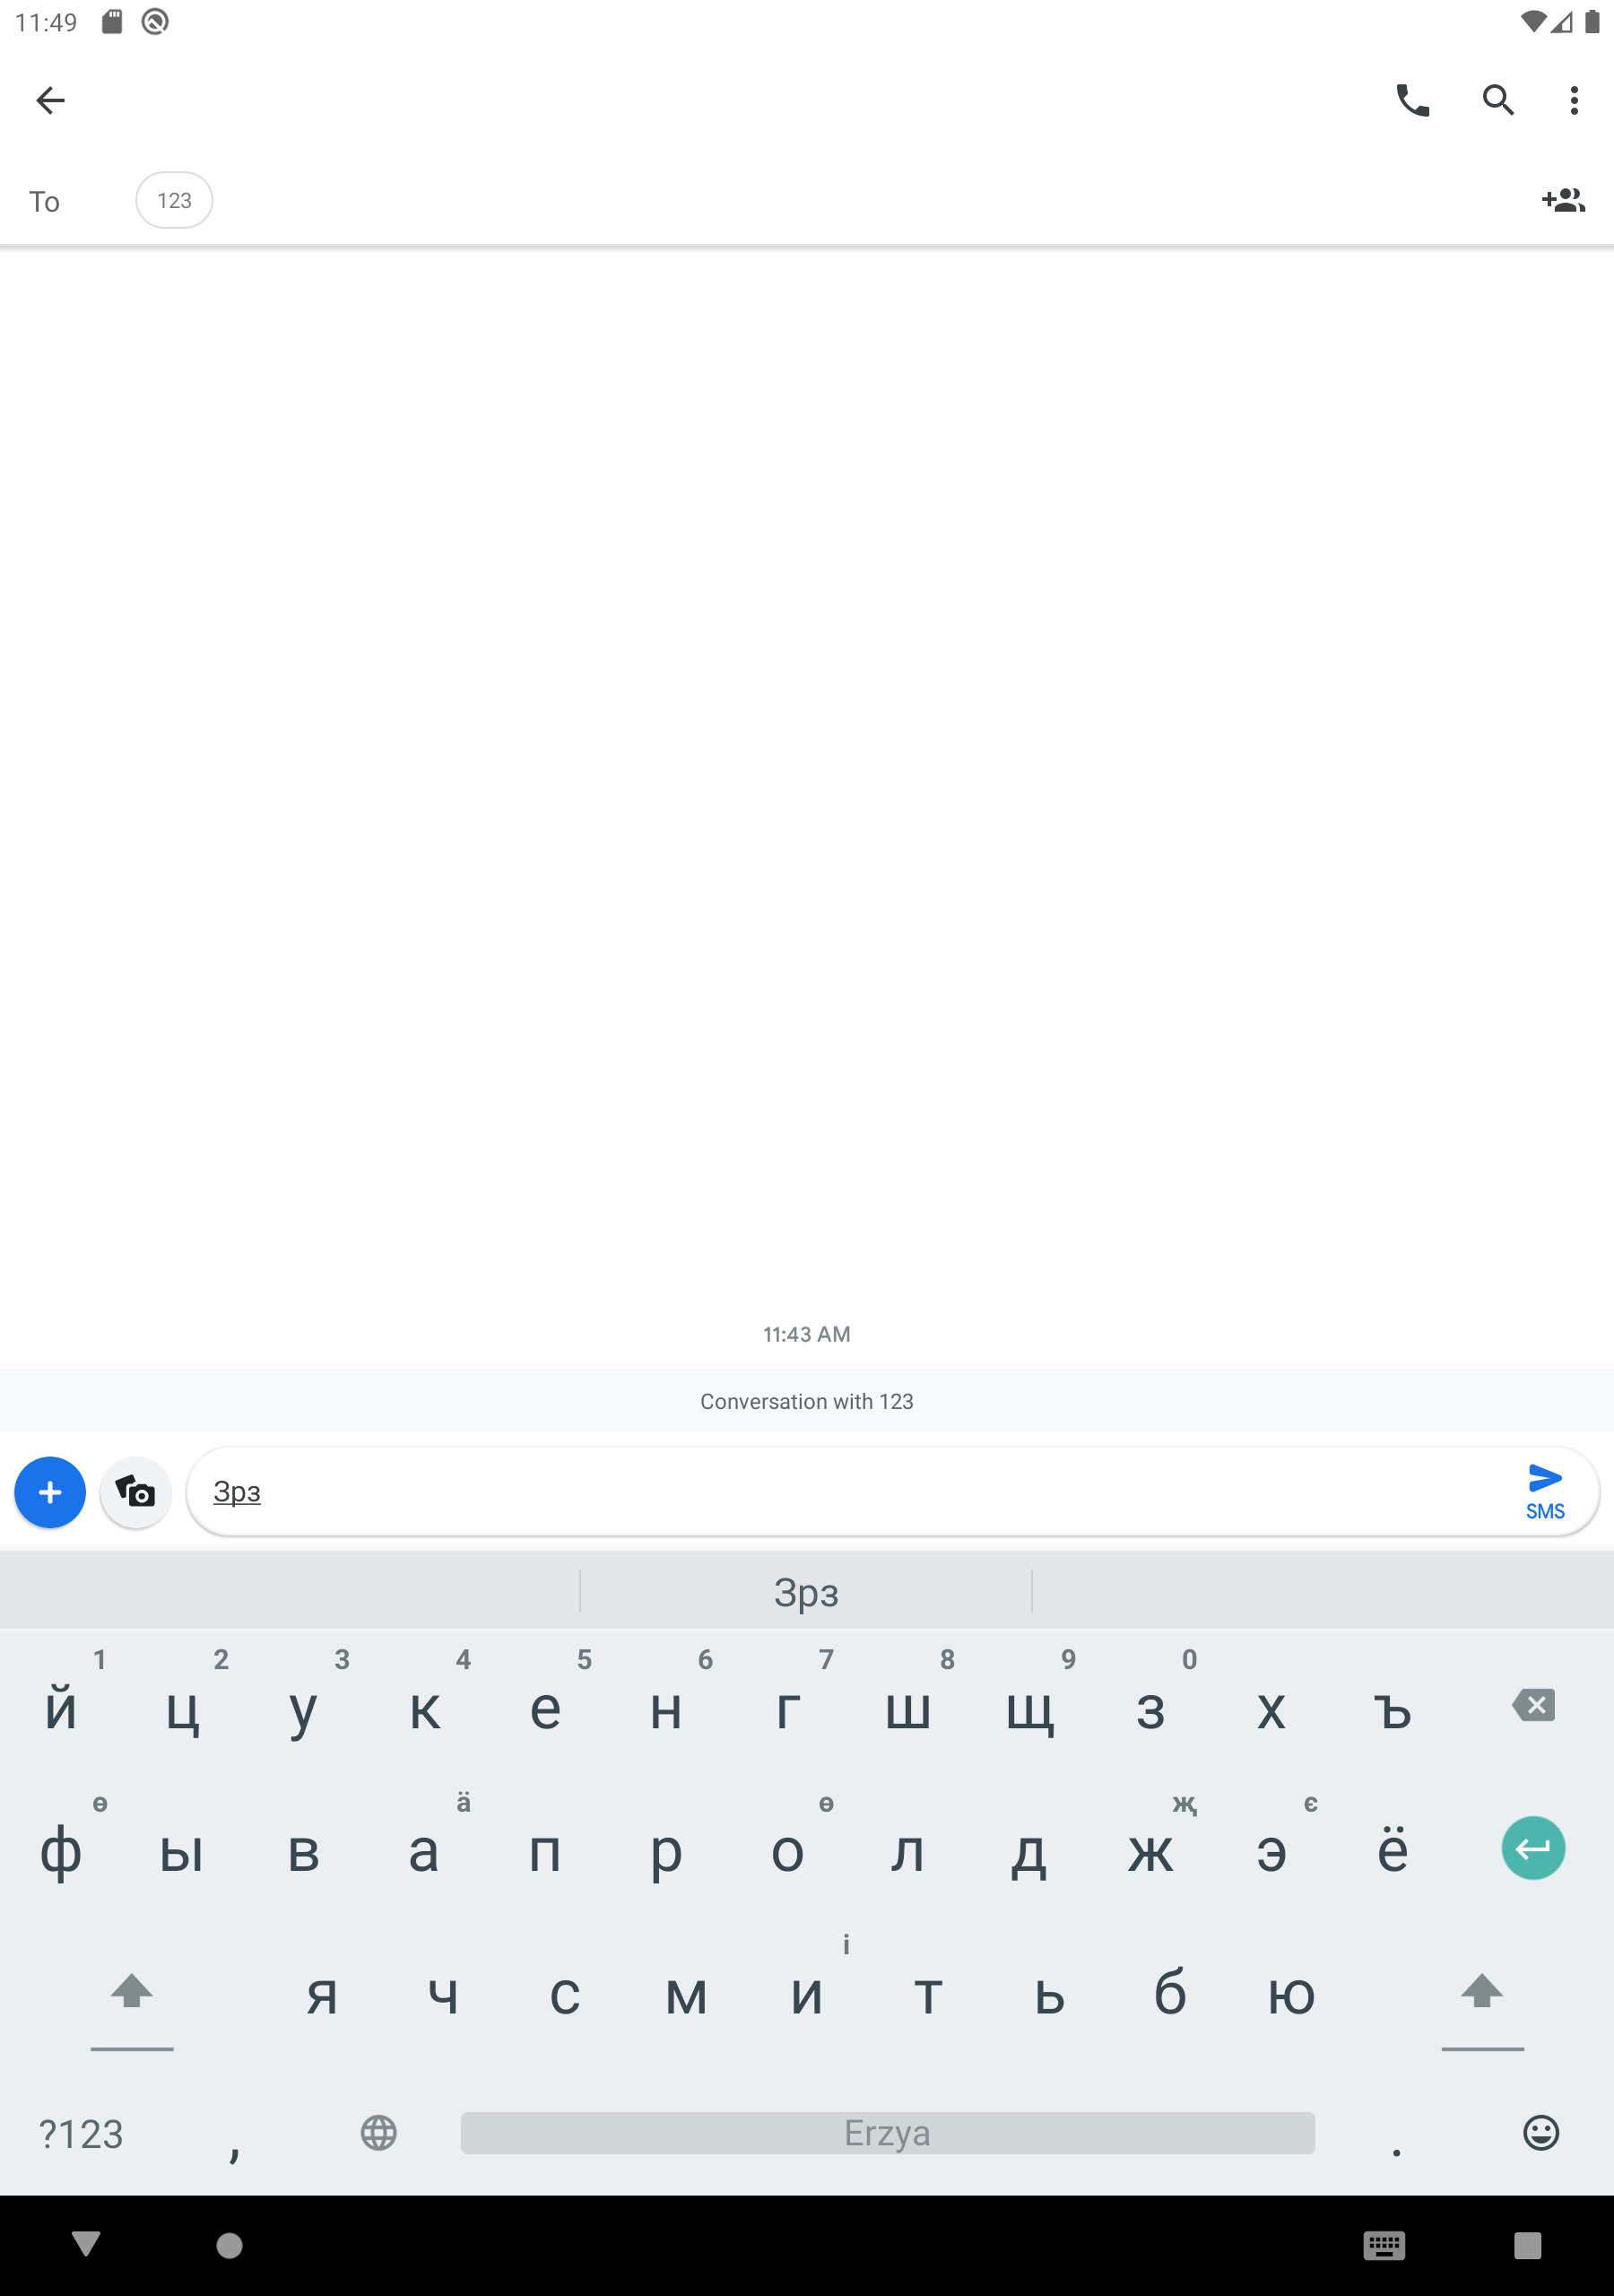 11:49
To 123
11:43 AM
Conversation with 123
Зрз
SMS
Зрз
1 2 3 4 5 6 7 8 9 0
й ц у к е н г ш щ з х ъ
ө ӓ ө җ є
ф ы в а п р о л д ж э ё
і
я ч с м и т ь б ю
?123 , Erzya .